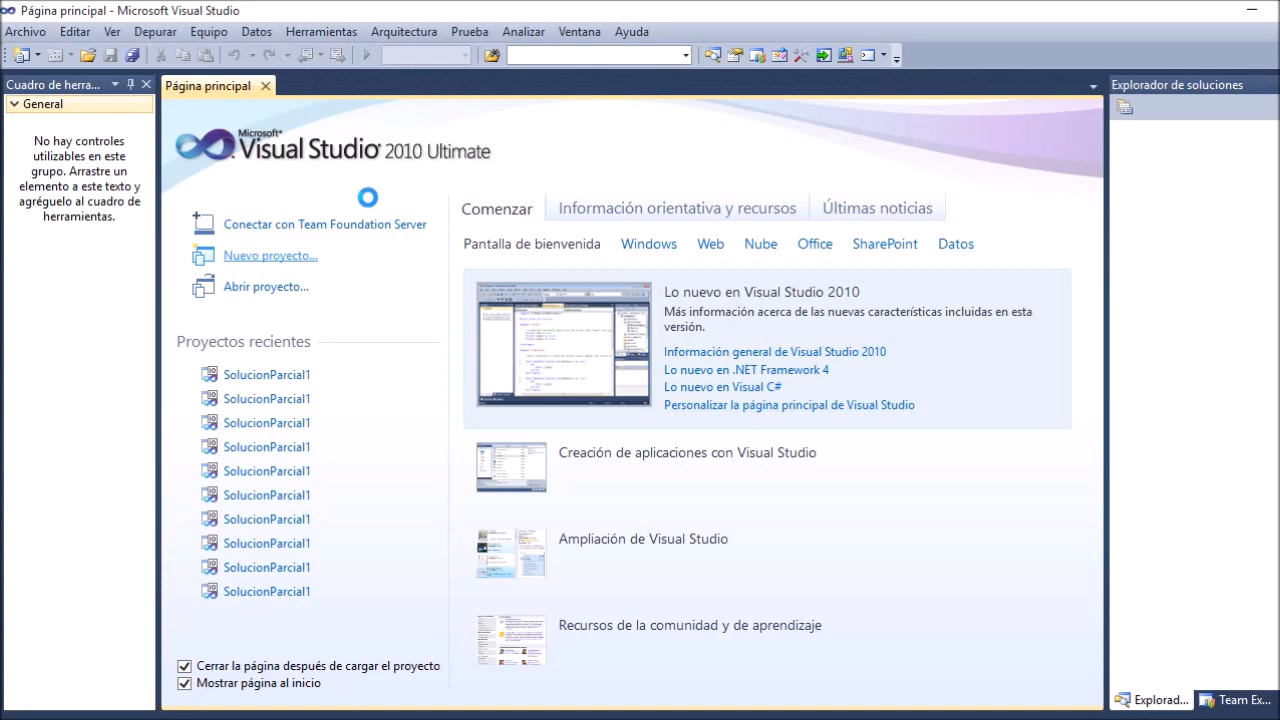 Página principal - Microsoft Visual Studio
Archivo Editar Ver Depurar Equipo Datos Herramientas Arquitectura Prueba Analizar Ventana Ayuda
Cuadro de herra...
General
No hay controles
utilizables en este
grupo. Arrastre un
elemento a este texto y
agréguelo al cuadro de
herramientas.
Página principal
Microsoft
Visual Studio 2010 Ultimate
Conectar con Team Foundation Server
Nuevo proyecto...
Abrir proyecto...
Proyectos recientes
SolucionParcial1
SolucionParcial1
SolucionParcial1
SolucionParcial1
SolucionParcial1
SolucionParcial1
SolucionParcial1
SolucionParcial1
SolucionParcial1
SolucionParcial1
Cerrar la página después de cargar el proyecto
Mostrar página al inicio
Comenzar Información orientativa y recursos Últimas noticias
Pantalla de bienvenida Windows Web Nube Office SharePoint Datos
Lo nuevo en Visual Studio 2010
Más información acerca de las nuevas características incluidas en esta
versión.
Información general de Visual Studio 2010
Lo nuevo en .NET Framework 4
Lo nuevo en Visual C#
Personalizar la página principal de Visual Studio
Creación de aplicaciones con Visual Studio
Ampliación de Visual Studio
Recursos de la comunidad y de aprendizaje
Explorador de soluciones
Explorad... Team Ex...